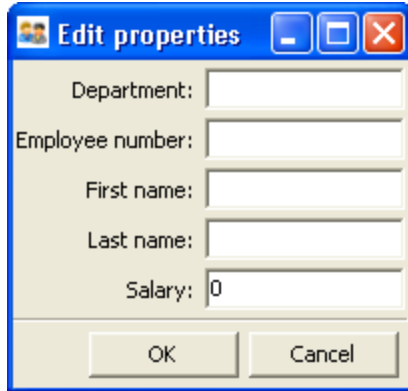 Edit properties
Department:
Employee number:
First name:
Last name:
Salary: 0
OK Cancel